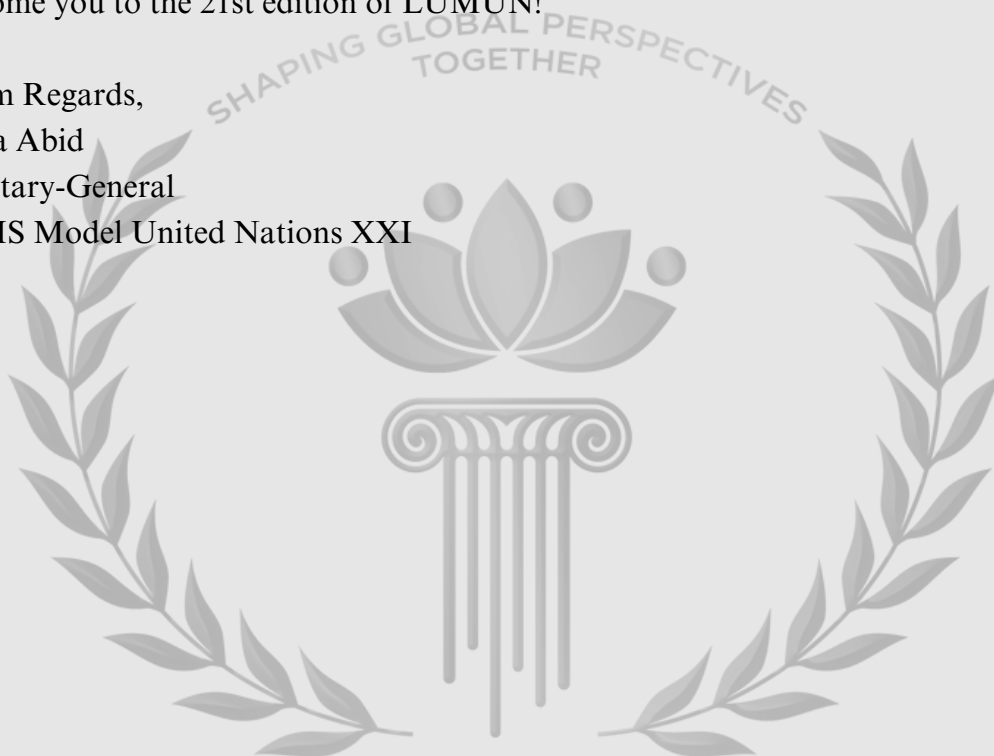 ome you to the 21st edition of LUMUN!
SHAPING GLOBAL PERSPECTIVES
TOGETHER
m Regards,
a Abid
tary-General
IS Model United Nations XXI